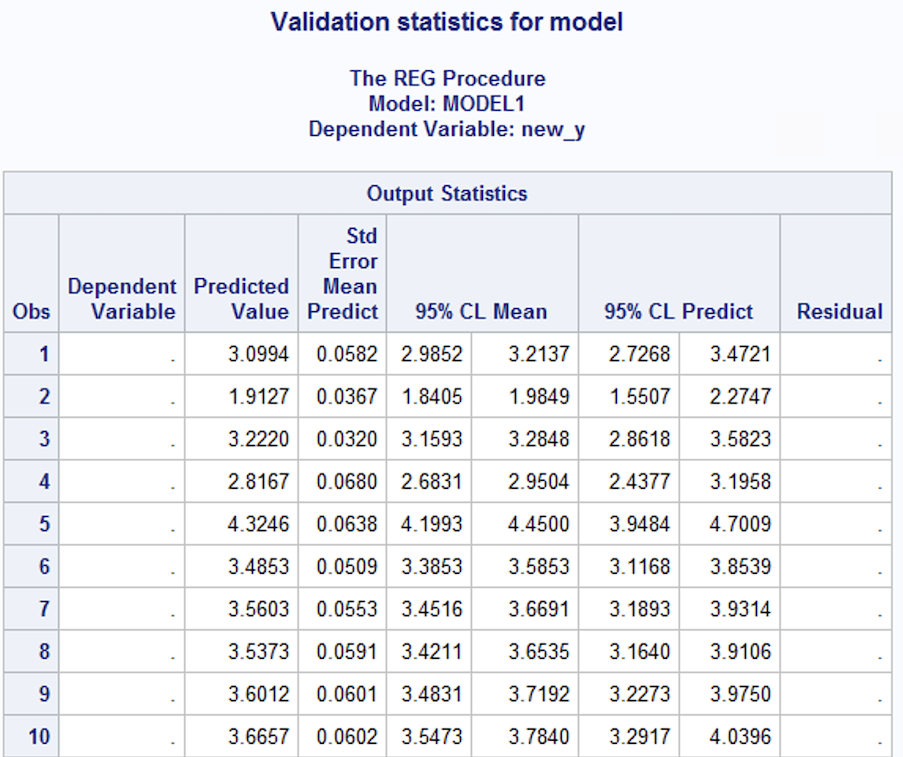 Validation statistics for model
The REG Procedure
Model: MODEL1
Dependent Variable: new_y
Output Statistics
Obs Dependent Variable Predicted Value Std Error Mean Predict 95% CL Mean 95% CL Predict Residual
1 . 3.0994 0.0582 2.9852 3.2137 2.7268 3.4721 .
2 . 1.9127 0.0367 1.8405 1.9849 1.5507 2.2747 .
3 . 3.2220 0.0320 3.1593 3.2848 2.8618 3.5823 .
4 . 2.8167 0.0680 2.6831 2.9504 2.4377 3.1958 .
5 . 4.3246 0.0638 4.1993 4.4500 3.9484 4.7009 .
6 . 3.4853 0.0509 3.3853 3.5853 3.1168 3.8539 .
7 . 3.5603 0.0553 3.4516 3.6691 3.1893 3.9314 .
8 . 3.5373 0.0591 3.4211 3.6535 3.1640 3.9106 .
9 . 3.6012 0.0601 3.4831 3.7192 3.2273 3.9750 .
10 . 3.6657 0.0602 3.5473 3.7840 3.2917 4.0396 .